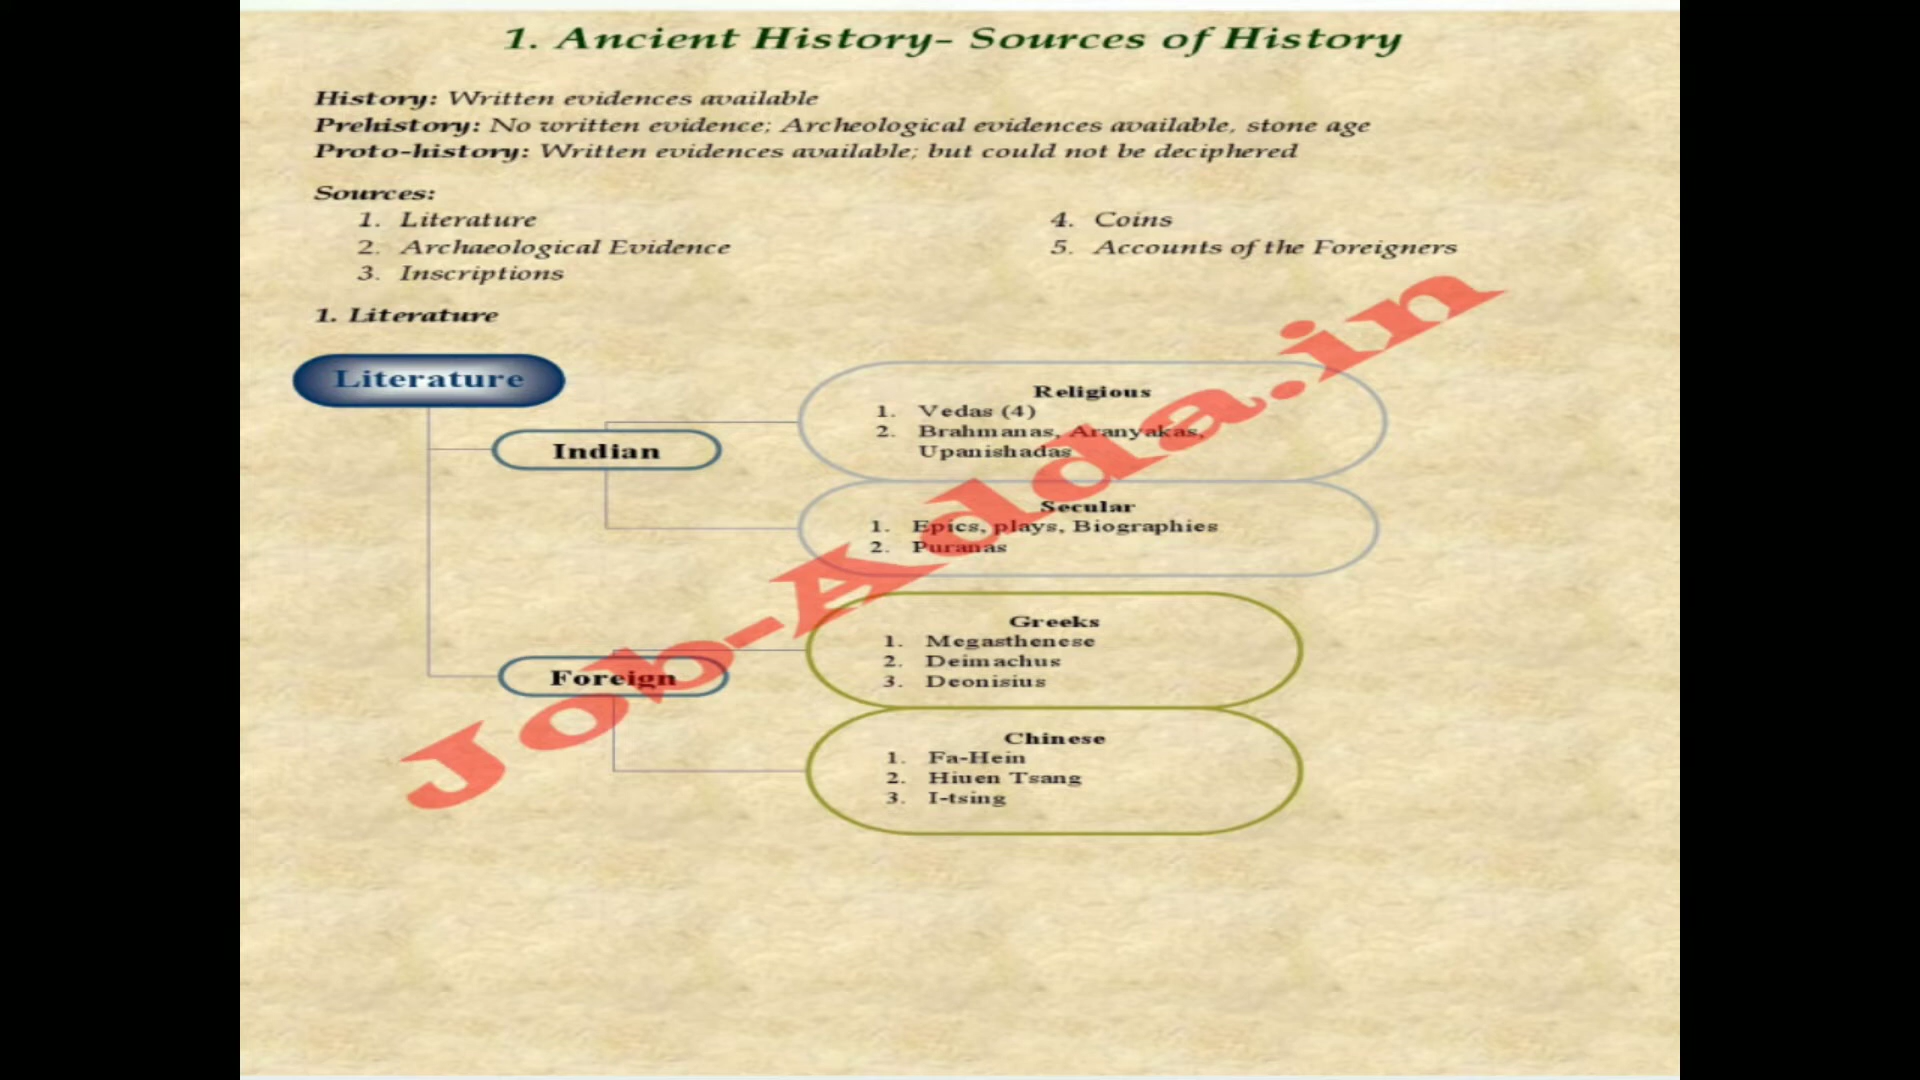 1. Ancient History- Sources of History
History: Written evidences available
Prehistory: No written evidence; Archeological evidences available, stone age
Proto-history: Written evidences available; but could not be deciphered
Sources:
1. Literature
2. Archaeological Evidence
3. Inscriptions
4. Coins
5. Accounts of the Foreigners
1. Literature
Literature
Indian
Religious
1. Vedas (4)
2. Brahmanas, Aranyakas,
Upanishadas
Secular
1. Epics, plays, Biographies
2. Puranas
Foreign
Greeks
1. Megasthenese
2. Deimachus
3. Deonisius
Chinese
1. Fa-Hein
2. Hiuen Tsang
3. I-tsing
Job-Adda.in